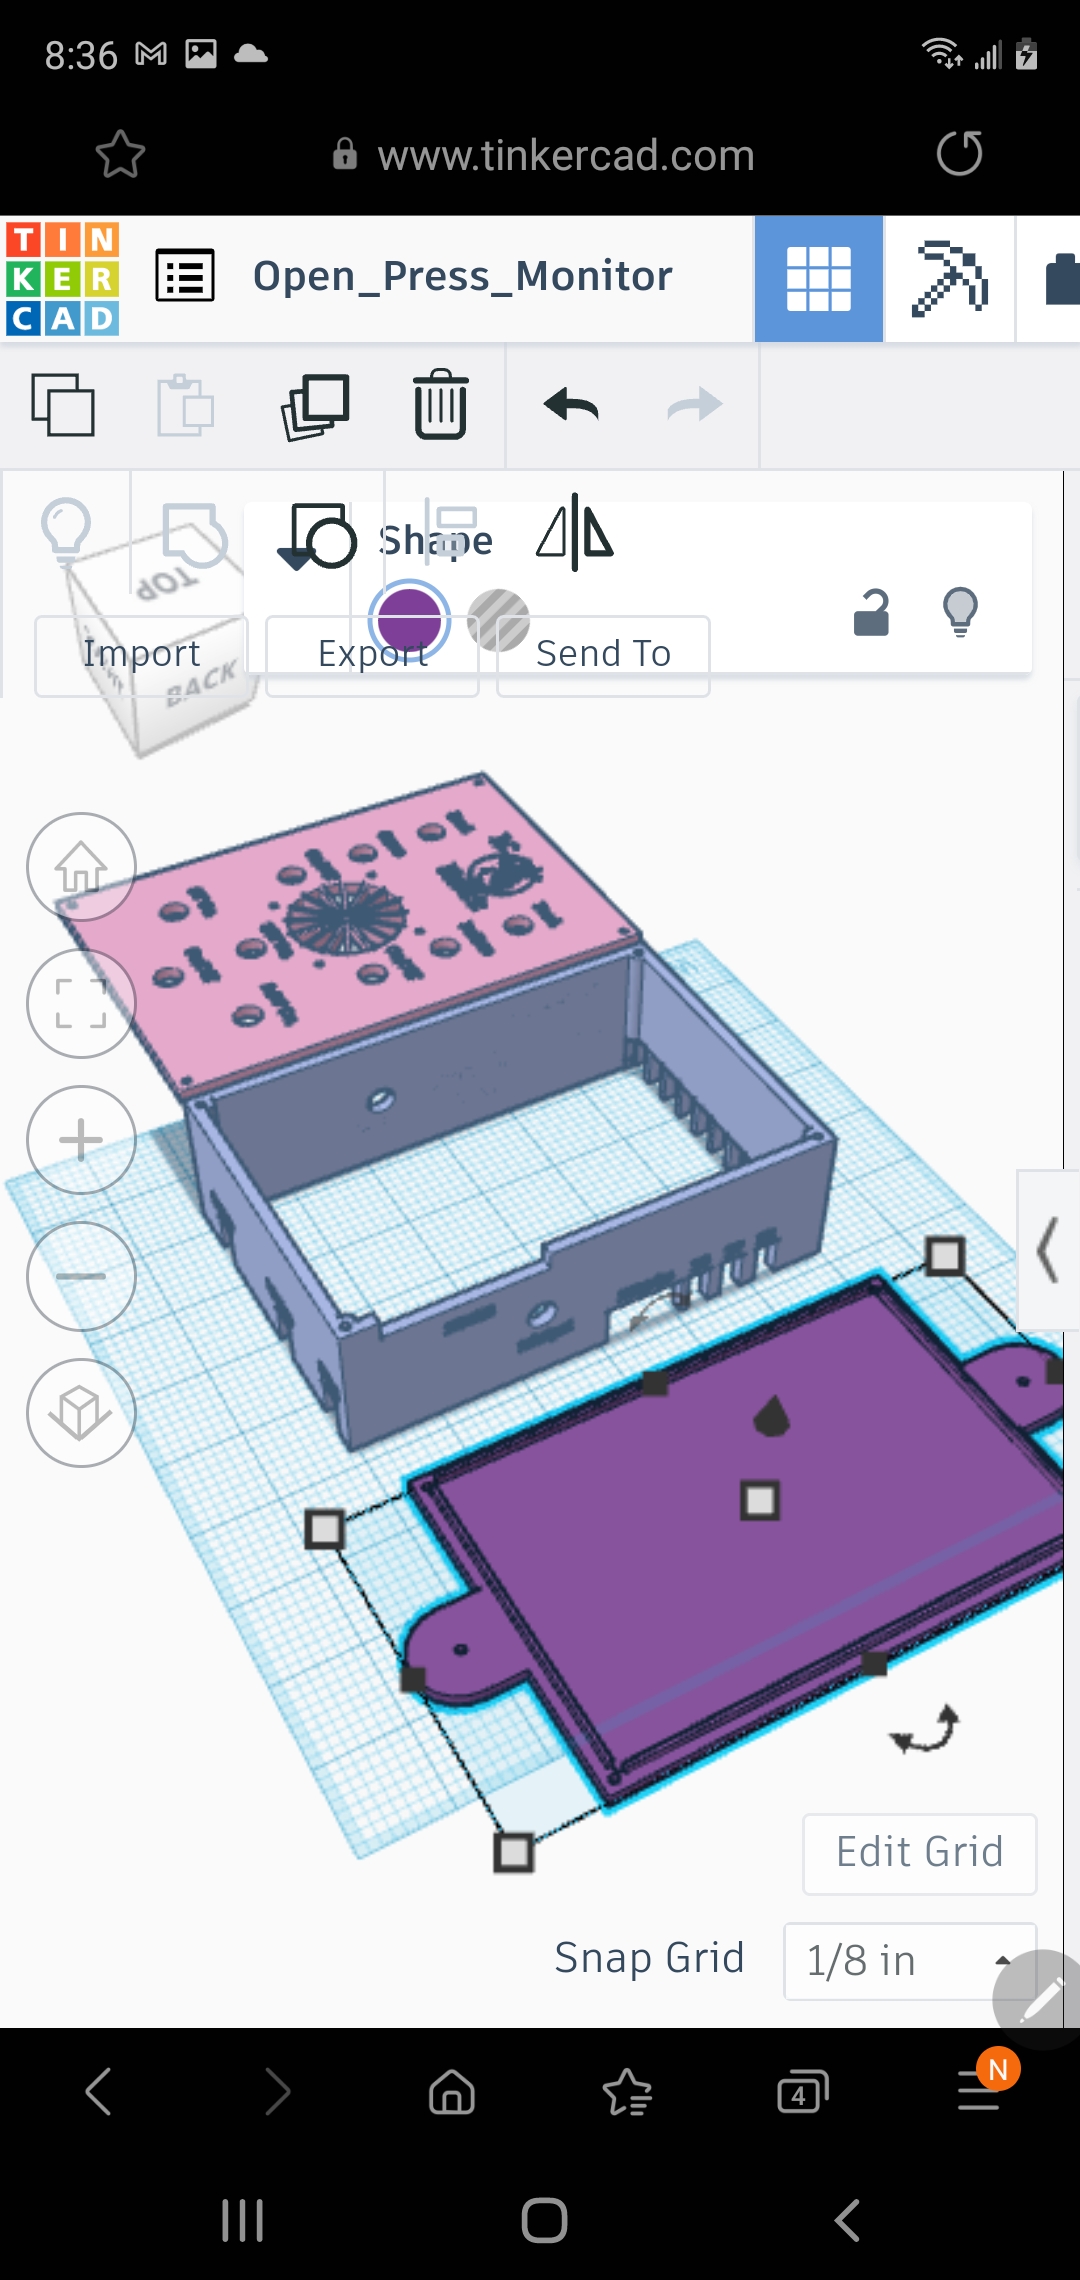 8:36
www.tinkercad.com
TIN
KER
CAD
Open_Press_Monitor
Shape
TOP
BACK
Import
Export
Send To
Edit Grid
Snap Grid
1/8 in
4
N